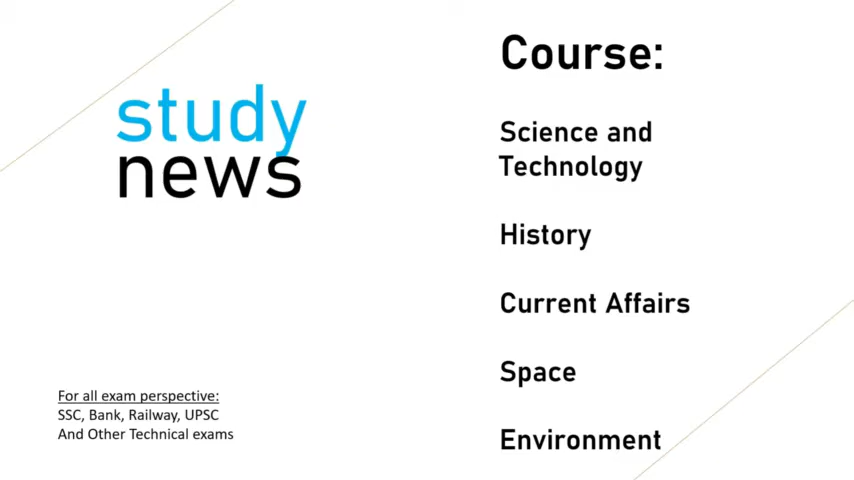 study
news
For all exam perspective:
SSC, Bank, Railway, UPSC
And Other Technical exams
Course:
Science and
Technology
History
Current Affairs
Space
Environment